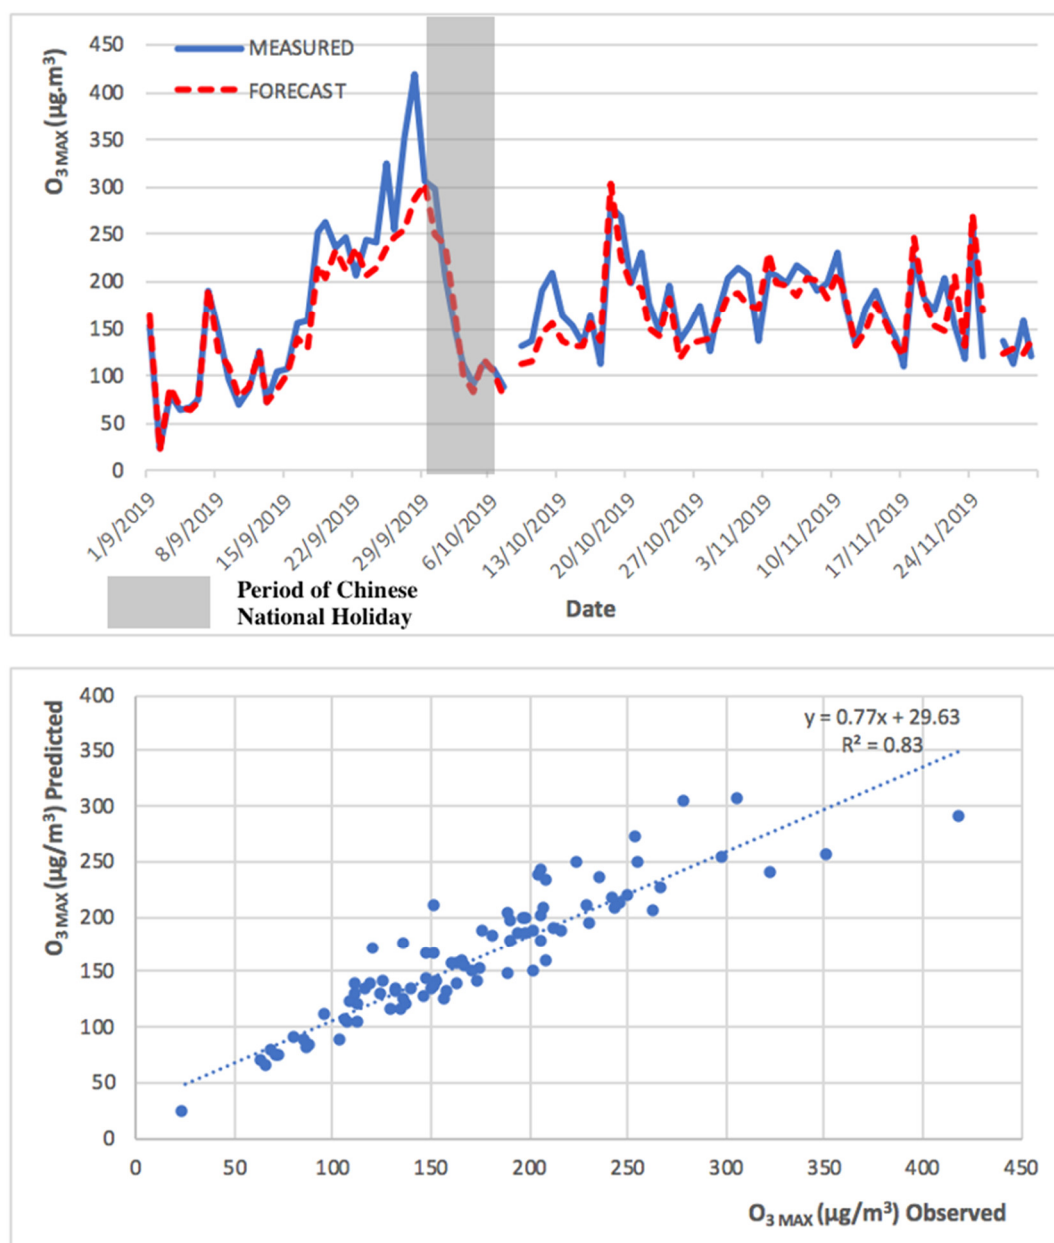 O3 MAX (µg.m³)
450
400
350
300
250
200
150
100
50
0
MEASURED
FORECAST
1/9/2019
8/9/2019
15/9/2019
22/9/2019
29/9/2019
6/10/2019
13/10/2019
20/10/2019
27/10/2019
3/11/2019
10/11/2019
17/11/2019
24/11/2019
Period of Chinese
National Holiday
Date
O3 MAX (µg/m³) Predicted
400
350
300
250
200
150
100
50
0
y = 0.77x + 29.63
R² = 0.83
0 50 100 150 200 250 300 350 400 450
O3 MAX (µg/m³) Observed